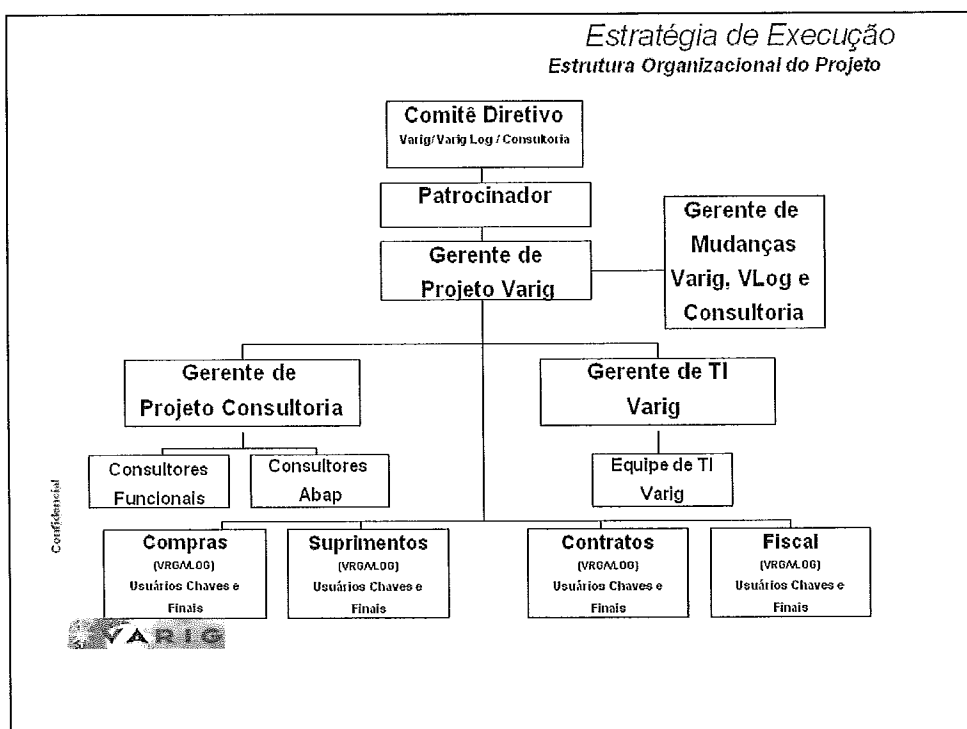 Estratégia de Execução
Estrutura Organizacional do Projeto
Comitê Diretivo
Varig/Varig Log / Consultoria
Patrocinador
Gerente de
Projeto Varig
Gerente de
Mudanças
Varig, VLog e
Consultoria
Gerente de
Projeto Consultoria
Gerente de TI
Varig
Consultores
Funcionais
Consultores
Abap
Equipe de TI
Varig
Confidencial
Compras
(VRG/VLOG)
Usuários Chaves e
Finais
Suprimentos
(VRG/VLOG)
Usuários Chaves e
Finais
Contratos
(VRG/VLOG)
Usuários Chaves e
Finais
Fiscal
(VRG/VLOG)
Usuários Chaves e
Finais
VARIG